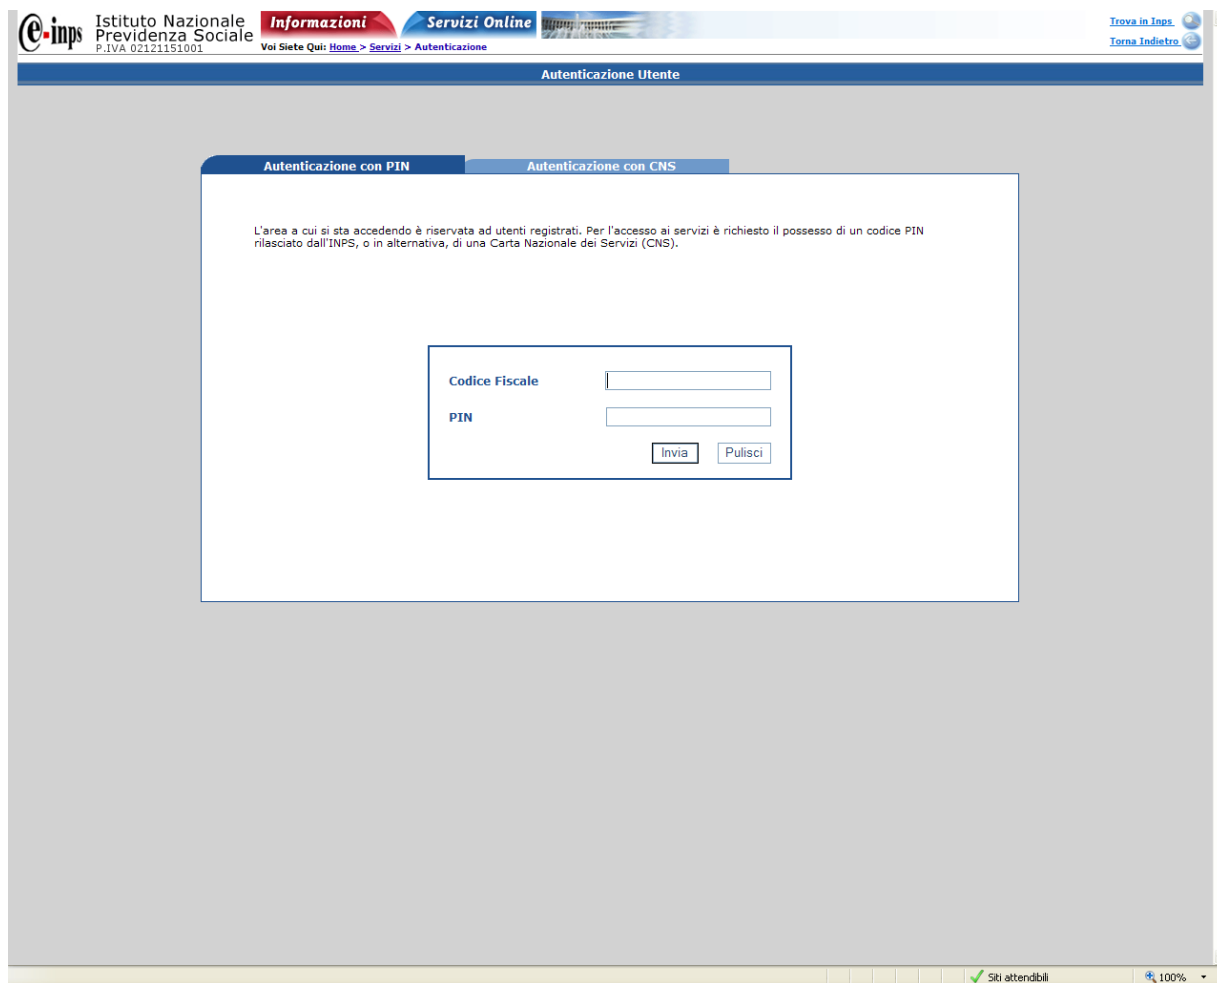 e-inps
Istituto Nazionale
Previdenza Sociale
P.IVA 02121151001
Informazioni
Servizi Online
Voi Siete Qui: Home > Servizi > Autenticazione
Trova in Inps
Torna Indietro
Autenticazione Utente
Autenticazione con PIN
Autenticazione con CNS
L'area a cui si sta accedendo è riservata ad utenti registrati. Per l'accesso ai servizi è richiesto il possesso di un codice PIN
rilasciato dall'INPS, o in alternativa, di una Carta Nazionale dei Servizi (CNS).
Codice Fiscale
PIN
Invia
Pulisci
Siti attendibili
100%